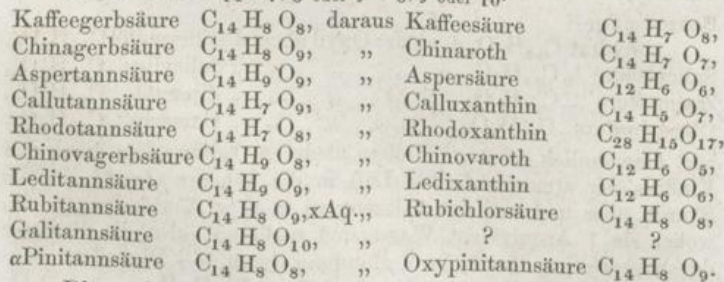 Kaffeegerbsäure C₁₄ H₈ O₈, daraus Kaffeesäure C₁₄ H₇ O₈,
Chinagerbsäure C₁₄ H₈ O₉, „ Chinaroth C₁₄ H₇ O₇,
Aspertannsäure C₁₄ H₉ O₉, „ Aspersäure C₁₂ H₆ O₆,
Callutannsäure C₁₄ H₇ O₉, „ Calluxanthin C₁₄ H₅ O₇,
Rhodotannsäure C₁₄ H₇ O₈, „ Rhodoxanthin C₂₈ H₁₅ O₁₇,
Chinovagerbsäure C₁₄ H₉ O₈, „ Chinovaroth C₁₂ H₆ O₅,
Leditannsäure C₁₄ H₉ O₉, „ Ledixanthin C₁₂ H₆ O₆,
Rubitannsäure C₁₄ H₈ O₉,xAq.„ Rubichlorsäure C₁₄ H₈ O₈,
Galitannsäure C₁₄ H₈ O₁₀, „ ? ?
αPinitannsäure C₁₄ H₈ O₈, „ Oxypinitannsäure C₁₄ H₈ O₉.